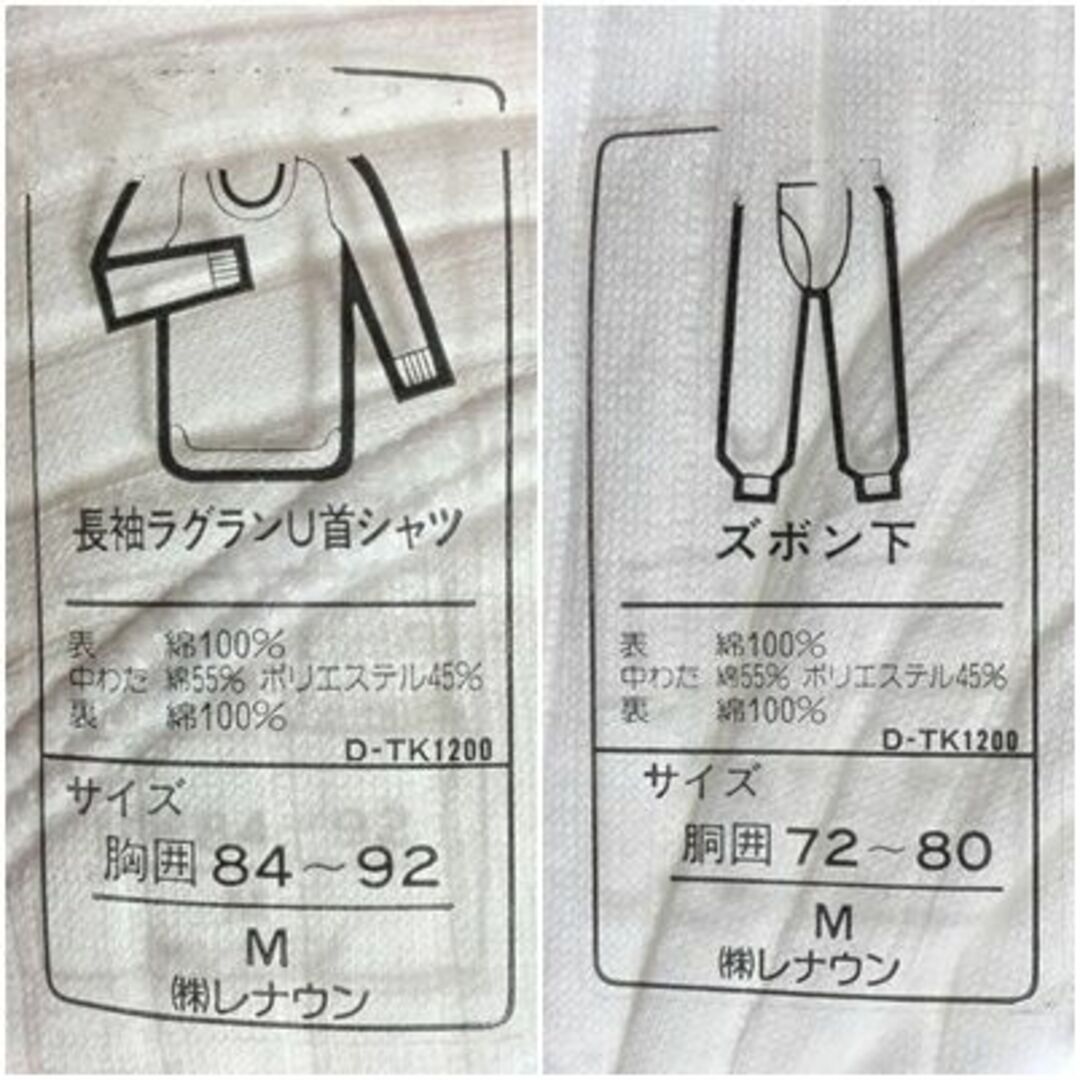 長袖ラグランU首シャツ
表 綿100%
中わた 綿55% ポリエステル45%
裏 綿100%
D-TK1200
サイズ
胸囲 84～92
M
㈱レナウン
ズボン下
表 綿100%
中わた 綿55% ポリエステル45%
裏 綿100%
D-TK1200
サイズ
胴囲 72～80
M
㈱レナウン